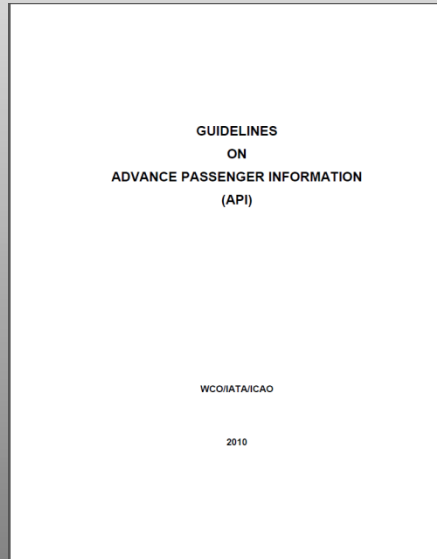 GUIDELINES
ON
ADVANCE PASSENGER INFORMATION
(API)
WCO/IATA/ICAO
2010